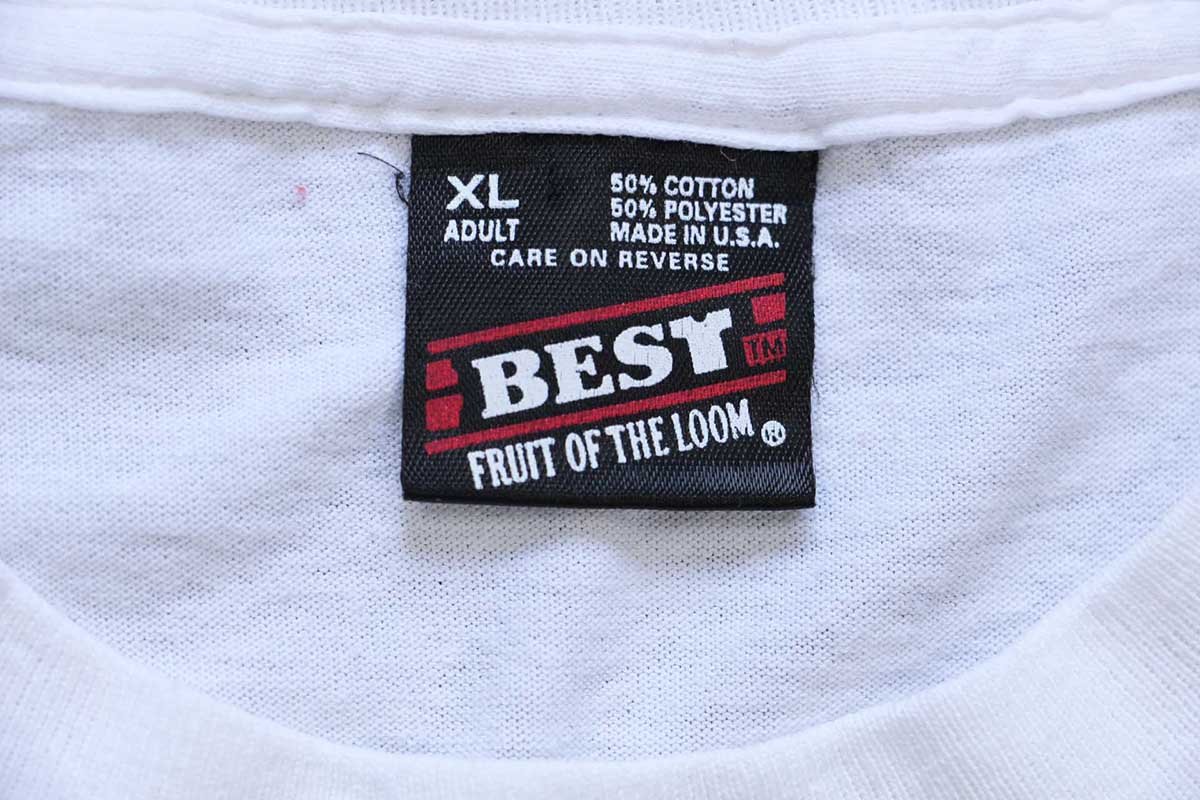 XL
ADULT
50% COTTON
50% POLYESTER
MADE IN U.S.A.
CARE ON REVERSE
BEST TM
FRUIT OF THE LOOM ®